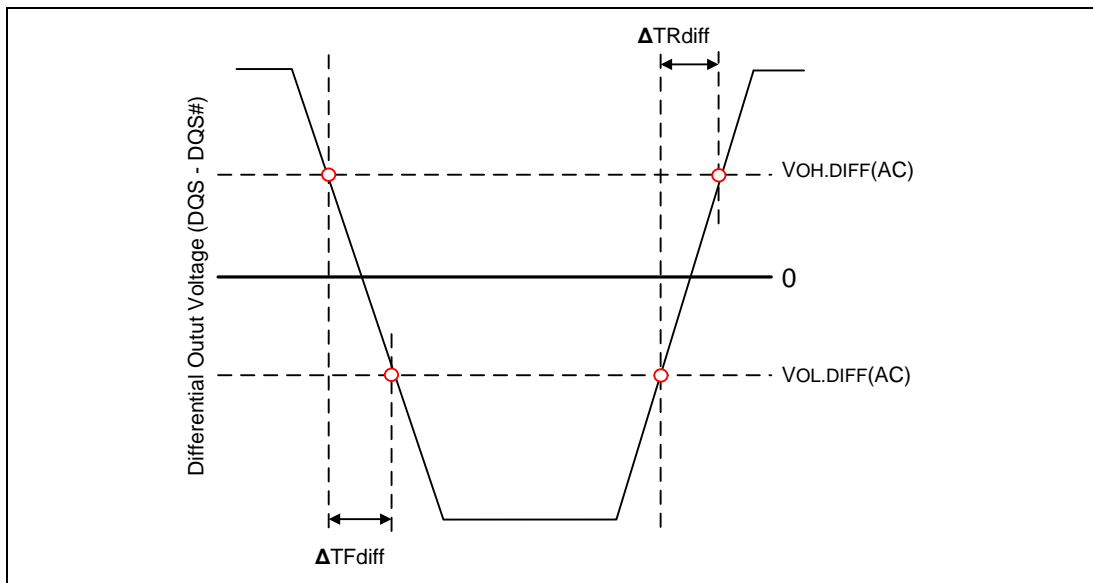 ΔTRdiff
Differential Outut Voltage (DQS - DQS#)
VOH.DIFF(AC)
0
VOL.DIFF(AC)
ΔTFdiff